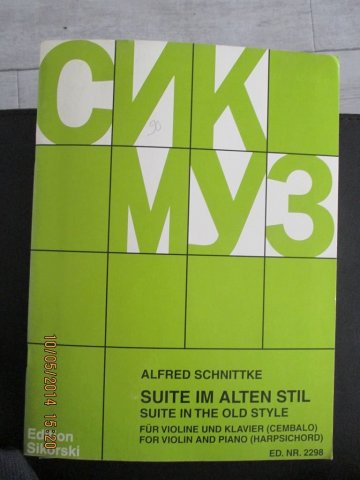 СИК
90
МУЗ
ALFRED SCHNITTKE
SUITE IM ALTEN STIL
SUITE IN THE OLD STYLE
FÜR VIOLINE UND KLAVIER (CEMBALO)
FOR VIOLIN AND PIANO (HARPSICHORD)
Edition
Sikorski
ED. NR. 2298
10/05/2014 15:20